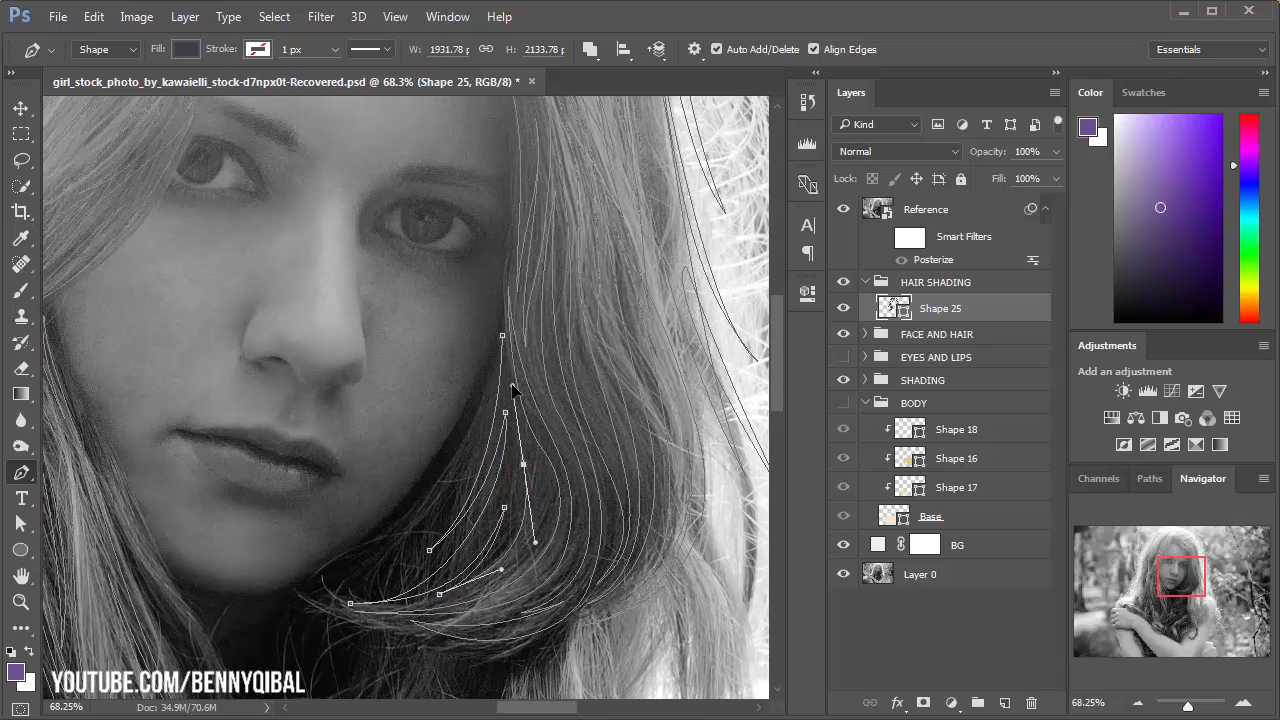 Ps File Edit Image Layer Type Select Filter 3D View Window Help
Shape Fill: Stroke: 1 px W: 1931.78 p H: 2133.78 p Auto Add/Delete Align Edges Essentials
girl_stock_photo_by_kawaielli_stock-d7npx0t-Recovered.psd @ 68.3% (Shape 25, RGB/8) *
Layers
Kind
Normal Opacity: 100%
Lock: Fill: 100%
Reference
Smart Filters
Posterize
HAIR SHADING
Shape 25
FACE AND HAIR
EYES AND LIPS
SHADING
BODY
Shape 18
Shape 16
Shape 17
Base
BG
Layer 0
fx
Color Swatches
Adjustments
Add an adjustment
Channels Paths Navigator
68.25%
YOUTUBE.COM/BENNYQIBAL
68.25% Doc: 34.9M/70.6M